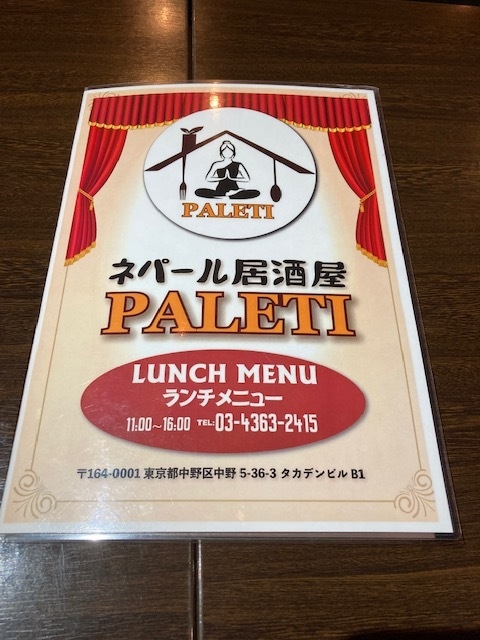 PALETI
ネパール居酒屋
PALETI
LUNCH MENU
ランチメニュー
11:00～16:00 TEL:03-4363-2415
〒164-0001 東京都中野区中野 5-36-3 タカデンビル B1